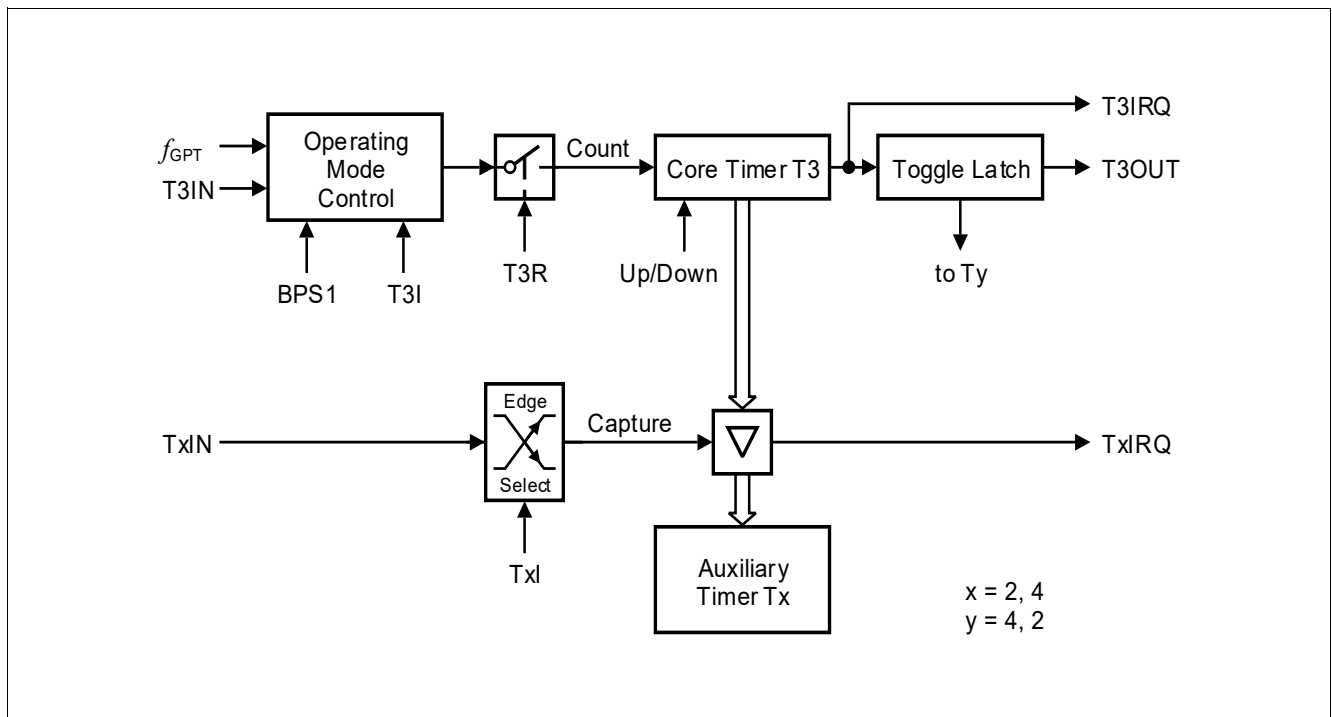 T3IRQ
fGPT
Operating
Mode
Control
Count
Core Timer T3
Toggle Latch
T3OUT
T3IN
BPS1
T3I
T3R
Up/Down
to Ty
TxIN
Edge
Select
Capture
TxIRQ
TxI
Auxiliary
Timer Tx
x = 2, 4
y = 4, 2